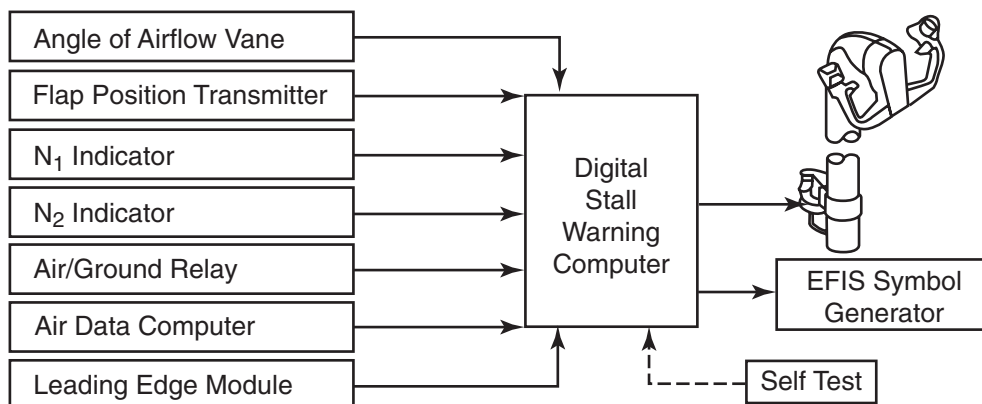 Angle of Airflow Vane
Flap Position Transmitter
N₁ Indicator
N₂ Indicator
Air/Ground Relay
Air Data Computer
Leading Edge Module
Digital
Stall
Warning
Computer
EFIS Symbol
Generator
Self Test